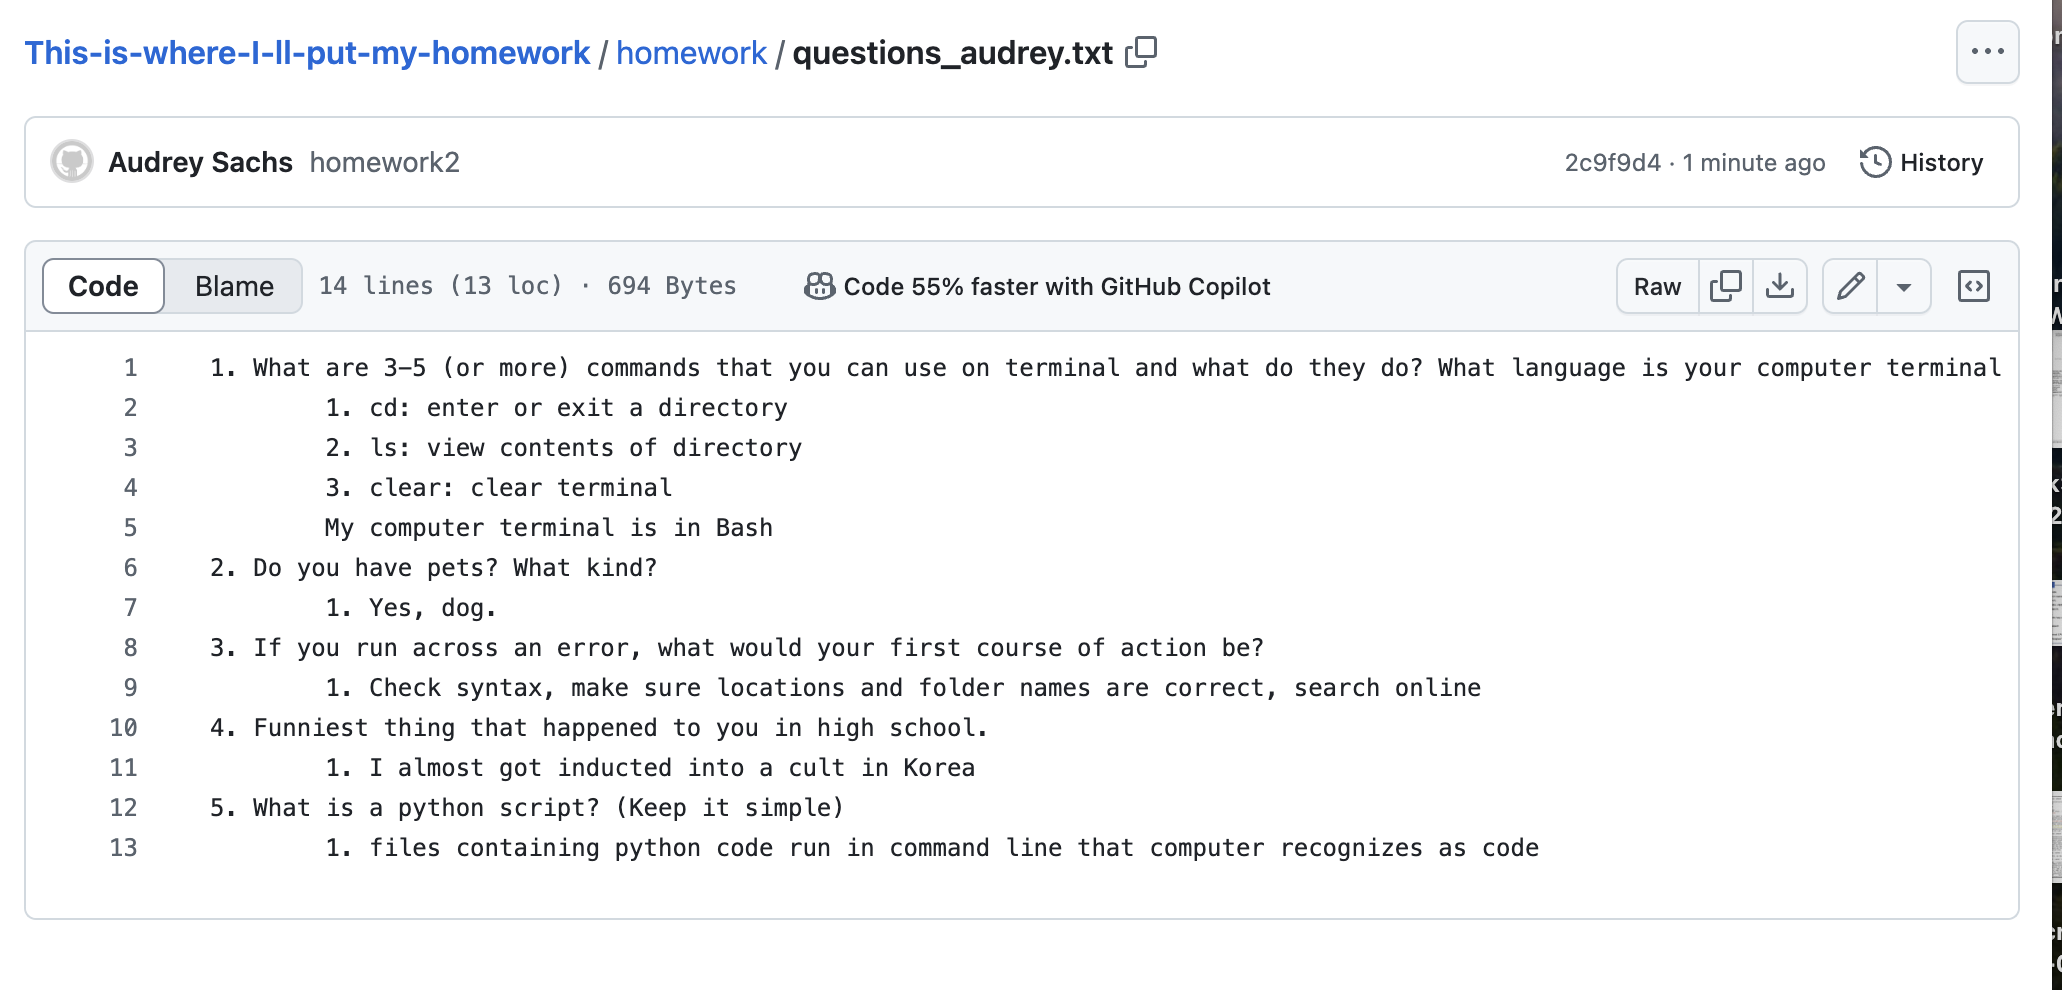 This-is-where-I-ll-put-my-homework / homework / questions_audrey.txt
Audrey Sachs homework2 2c9f9d4 · 1 minute ago History
Code Blame 14 lines (13 loc) · 694 Bytes Code 55% faster with GitHub Copilot Raw
1 1. What are 3-5 (or more) commands that you can use on terminal and what do they do? What language is your computer terminal
2 1. cd: enter or exit a directory
3 2. ls: view contents of directory
4 3. clear: clear terminal
5 My computer terminal is in Bash
6 2. Do you have pets? What kind?
7 1. Yes, dog.
8 3. If you run across an error, what would your first course of action be?
9 1. Check syntax, make sure locations and folder names are correct, search online
10 4. Funniest thing that happened to you in high school.
11 1. I almost got inducted into a cult in Korea
12 5. What is a python script? (Keep it simple)
13 1. files containing python code run in command line that computer recognizes as code